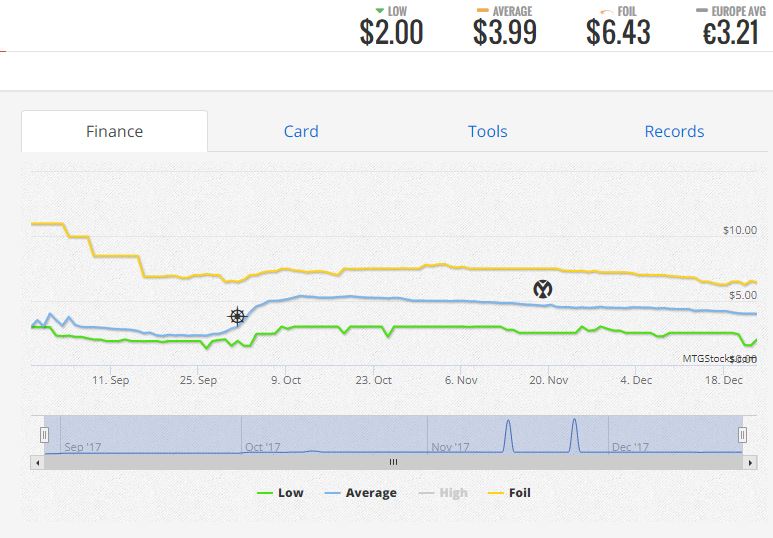 LOW AVERAGE FOIL EUROPE AVG
$2.00 $3.99 $6.43 €3.21
Finance Card Tools Records
$10.00
$5.00
MTGStocks.com
$0.00
11. Sep 25. Sep 9. Oct 23. Oct 6. Nov 20. Nov 4. Dec 18. Dec
Sep '17 Oct '17 Nov '17 Dec '17
Low Average High Foil